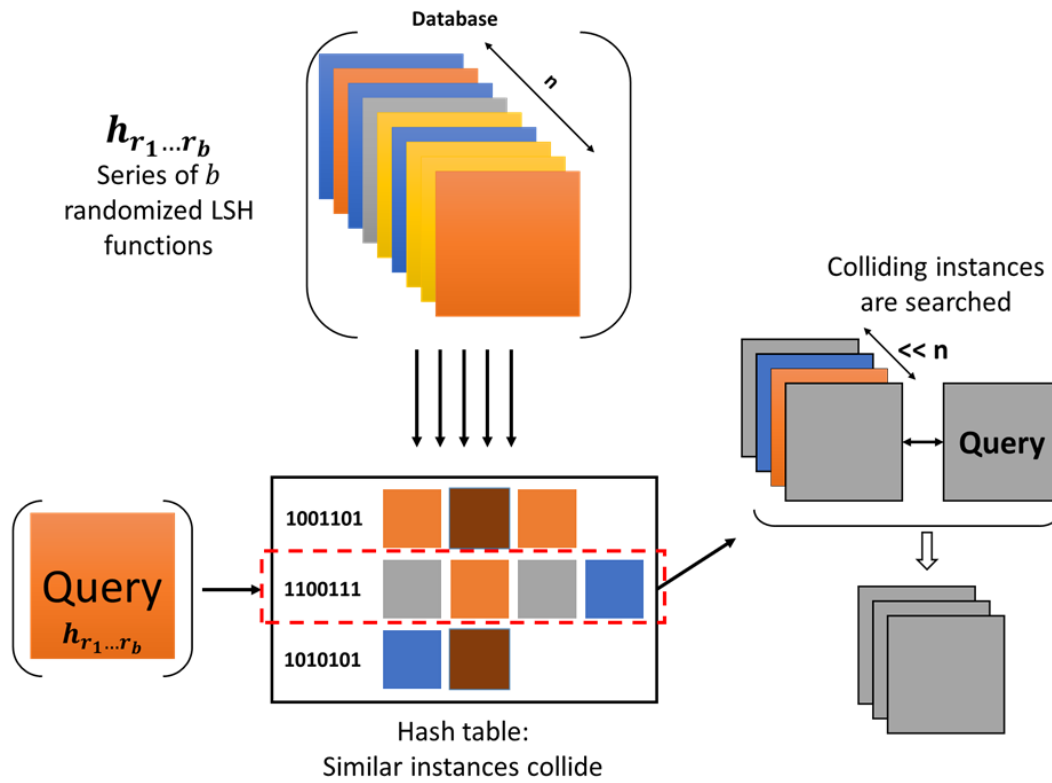 Database
n
h_{r_1...r_b}
Series of b
randomized LSH
functions
Colliding instances
are searched
<< n
Query
1001101
1100111
1010101
Query
h_{r_1...r_b}
Hash table:
Similar instances collide